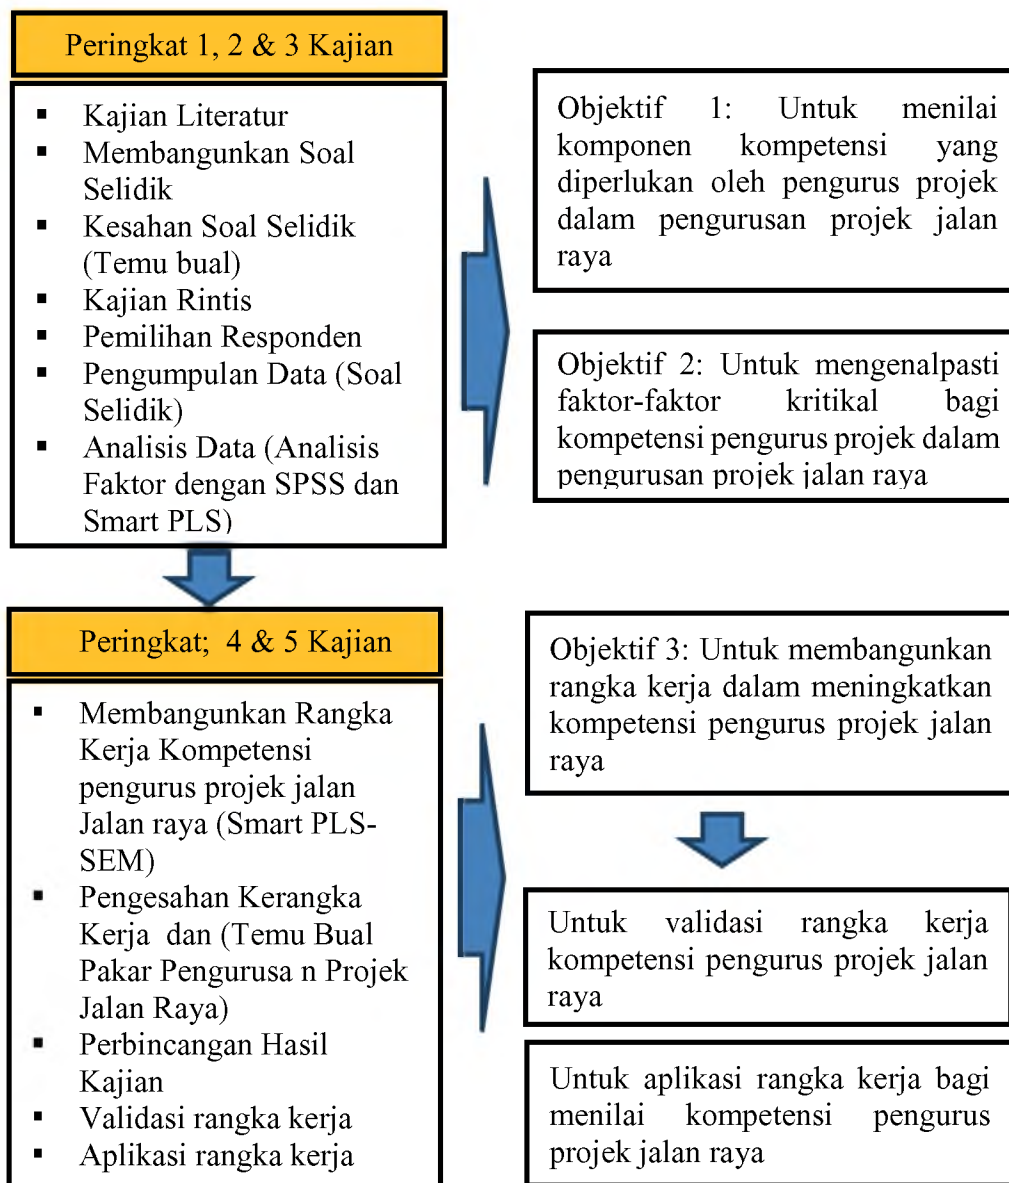 Peringkat 1, 2 & 3 Kajian
▪ Kajian Literatur
▪ Membangunkan Soal
Selidik
▪ Kesahan Soal Selidik
(Temu bual)
▪ Kajian Rintis
▪ Pemilihan Responden
▪ Pengumpulan Data (Soal
Selidik)
▪ Analisis Data (Analisis
Faktor dengan SPSS dan
Smart PLS)
Objektif 1: Untuk menilai
komponen kompetensi yang
diperlukan oleh pengurus projek
dalam pengurusan projek jalan
raya
Objektif 2: Untuk mengenalpasti
faktor-faktor kritikal bagi
kompetensi pengurus projek dalam
pengurusan projek jalan raya
Peringkat; 4 & 5 Kajian
▪ Membangunkan Rangka
Kerja Kompetensi
pengurus projek jalan
Jalan raya (Smart PLS-
SEM)
▪ Pengesahan Kerangka
Kerja dan (Temu Bual
Pakar Pengurusa n Projek
Jalan Raya)
▪ Perbincangan Hasil
Kajian
▪ Validasi rangka kerja
▪ Aplikasi rangka kerja
Objektif 3: Untuk membangunkan
rangka kerja dalam meningkatkan
kompetensi pengurus projek jalan
raya
Untuk validasi rangka kerja
kompetensi pengurus projek jalan
raya
Untuk aplikasi rangka kerja bagi
menilai kompetensi pengurus
projek jalan raya